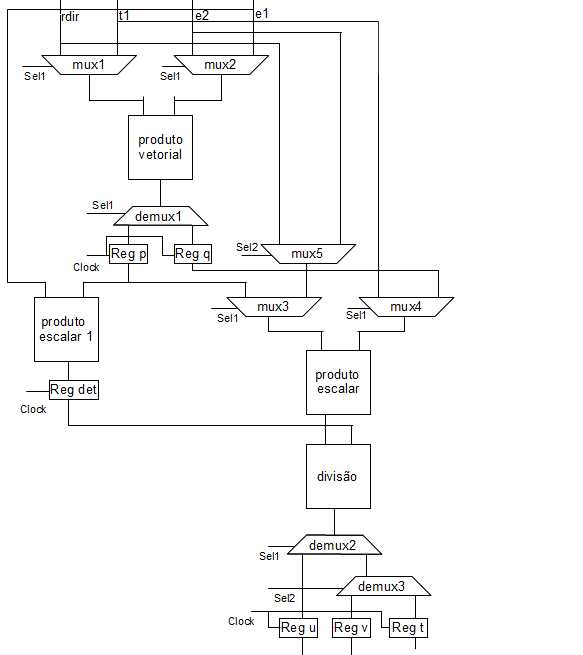 rdir t1 e2 e1
mux1 mux2
Sel1 Sel1
produto
vetorial
Sel1
demux1
Reg p Reg q
Sel2
mux5
Clock
mux3 mux4
Sel1 Sel1
produto
escalar 1
produto
escalar
Reg det
Clock
divisão
demux2
Sel1
demux3
Sel2
Clock
Reg u Reg v Reg t